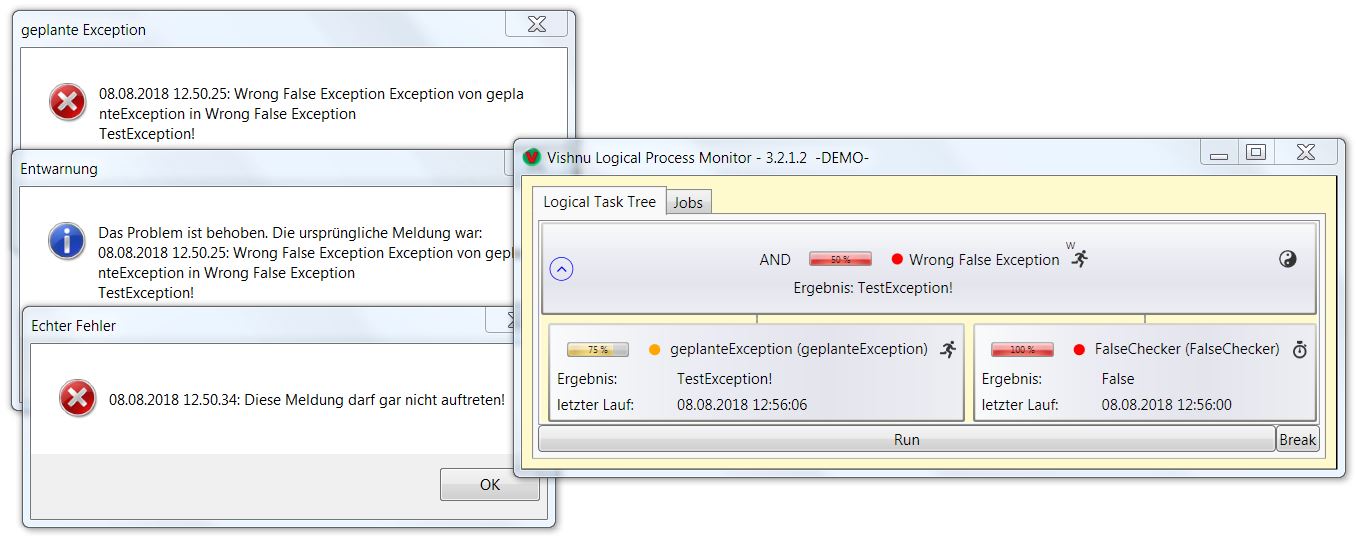 geplante Exception
08.08.2018 12.50.25: Wrong False Exception Exception von gepla
nteException in Wrong False Exception
TestException!
Entwarnung
Das Problem ist behoben. Die ursprüngliche Meldung war:
08.08.2018 12.50.25: Wrong False Exception Exception von gepl
nteException in Wrong False Exception
TestException!
Echter Fehler
08.08.2018 12.50.34: Diese Meldung darf gar nicht auftreten!
OK
Vishnu Logical Process Monitor - 3.2.1.2 -DEMO-
Logical Task Tree Jobs
AND 50 % Wrong False Exception W
Ergebnis: TestException!
75 % geplanteException (geplanteException)
Ergebnis: TestException!
letzter Lauf: 08.08.2018 12:56:06
100 % FalseChecker (FalseChecker)
Ergebnis: False
letzter Lauf: 08.08.2018 12:56:00
Run Break